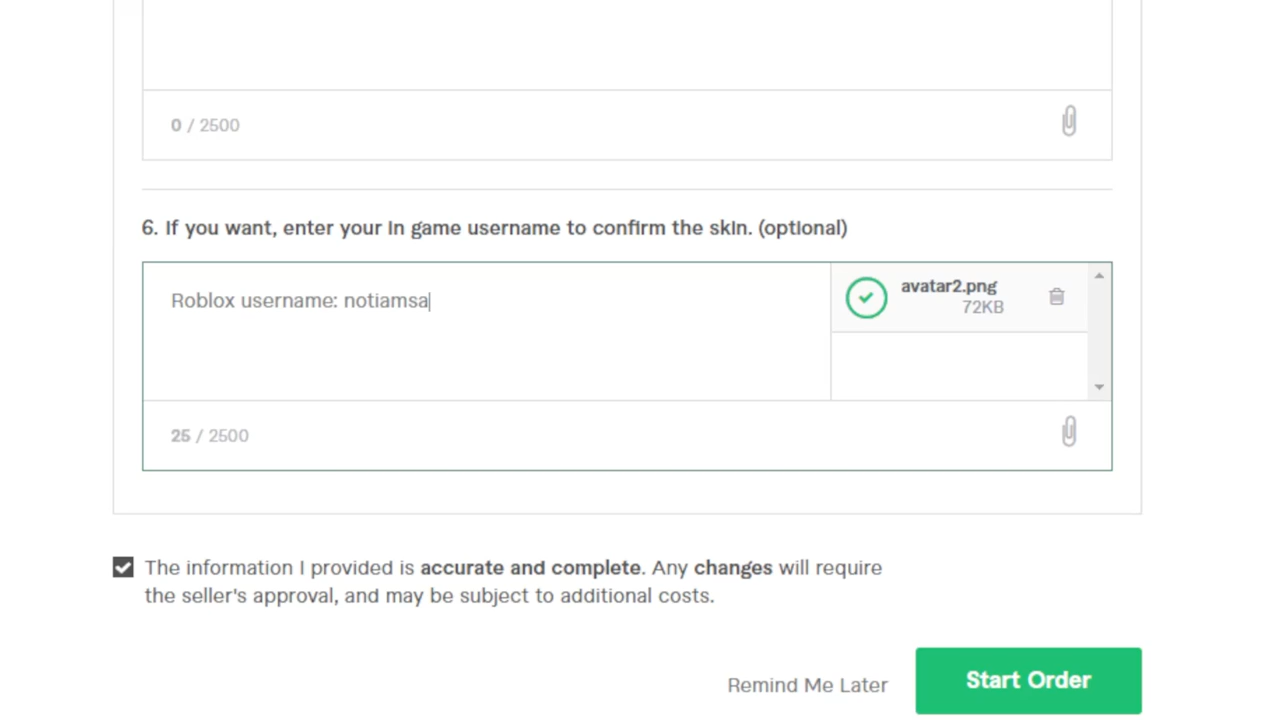 0 / 2500
6. If you want, enter your in game username to confirm the skin. (optional)
Roblox username: notiamsa
avatar2.png
72KB
25 / 2500
The information I provided is accurate and complete. Any changes will require
the seller's approval, and may be subject to additional costs.
Remind Me Later
Start Order